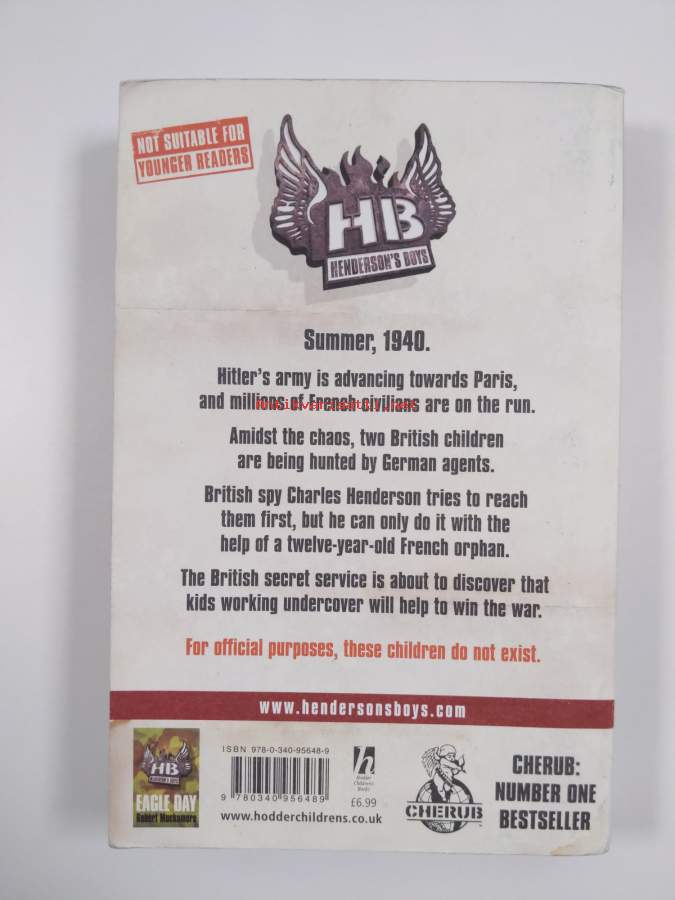 NOT SUITABLE FOR
YOUNGER READERS
HB
HENDERSON'S BOYS
Summer, 1940.
Hitler's army is advancing towards Paris,
and millions of French civilians are on the run.
Amidst the chaos, two British children
are being hunted by German agents.
British spy Charles Henderson tries to reach
them first, but he can only do it with the
help of a twelve-year-old French orphan.
The British secret service is about to discover that
kids working undercover will help to win the war.
For official purposes, these children do not exist.
www.hendersonsboys.com
HB
HENDERSON'S BOYS
EAGLE DAY
Robert Muchamore
ISBN 978-0-340-95648-9
9 780340 956489
www.hodderchildrens.co.uk
h
Hodder
Children's
Books
£6.99
CHERUB
CHERUB:
NUMBER ONE
BESTSELLER